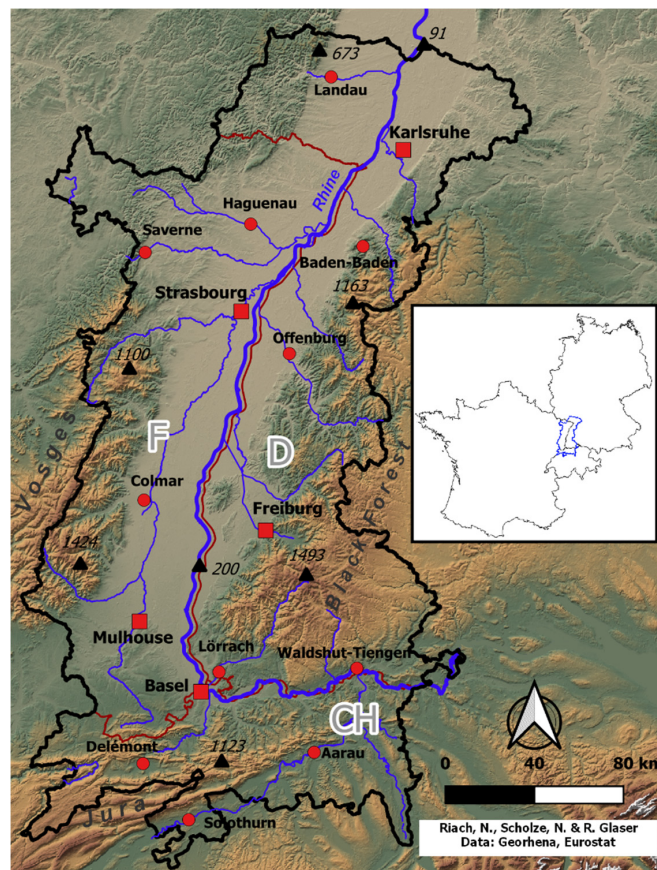 91
673
Landau
Karlsruhe
Rhine
Haguenau
Saverne
Baden-Baden
1163
Strasbourg
Offenburg
1100
F
D
Vosges
Black Forest
Colmar
Freiburg
1424
200
1493
Mulhouse
Lörrach
Waldshut-Tiengen
Basel
CH
Delémont
1123
Aarau
Jura
Solothurn
0 40 80 km
Riach, N., Scholze, N. & R. Glaser
Data: Georhena, Eurostat